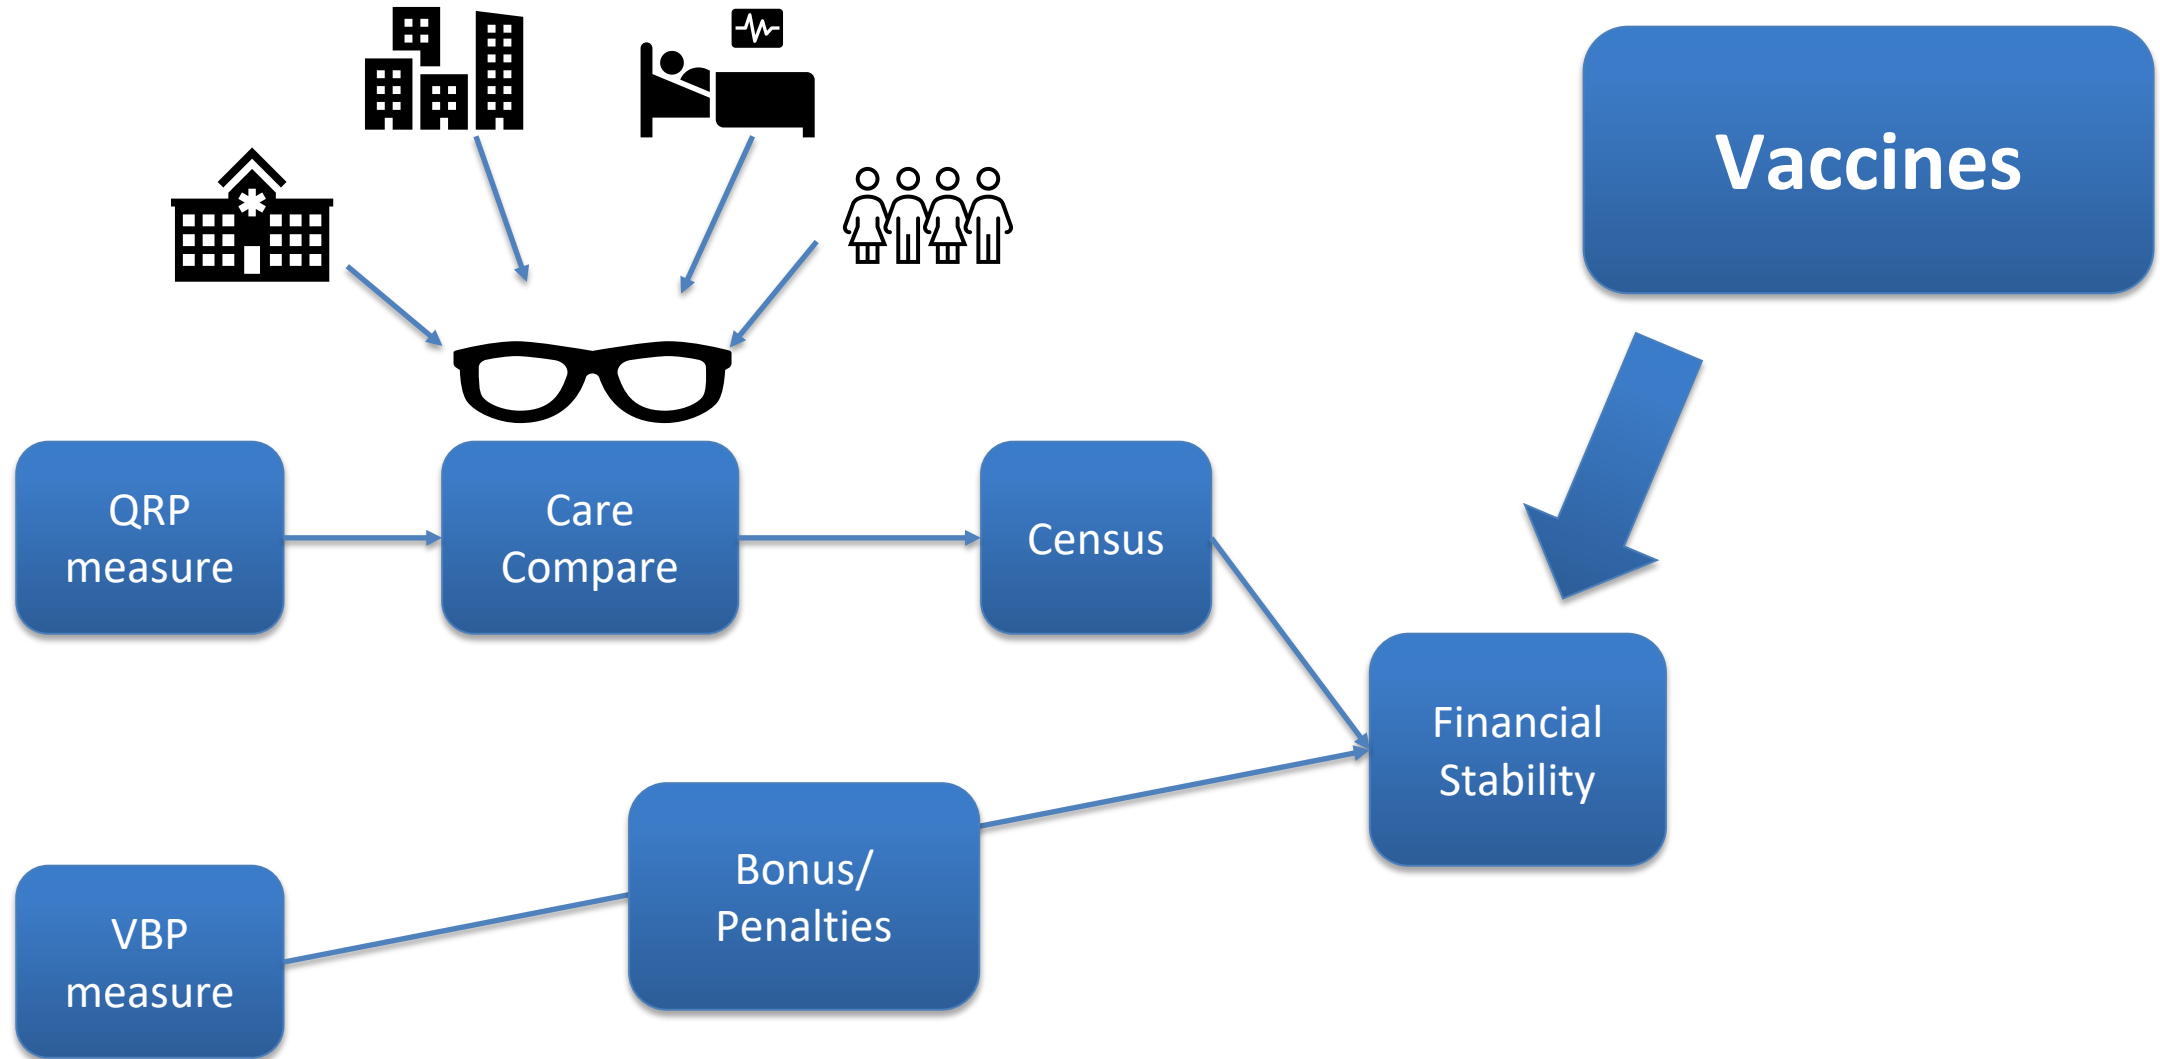 Vaccines
QRP
measure
Care
Compare
Census
Financial
Stability
Bonus/
Penalties
VBP
measure